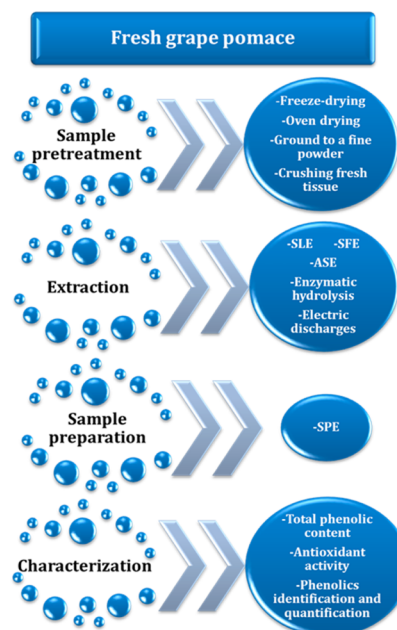 Fresh grape pomace
Sample
pretreatment
-Freeze-drying
-Oven drying
-Ground to a fine
powder
-Crushing fresh
tissue
Extraction
-SLE -SFE
-ASE
-Enzymatic
hydrolysis
-Electric
discharges
Sample
preparation
-SPE
Characterization
-Total phenolic
content
-Antioxidant
activity
-Phenolics
identification and
quantification